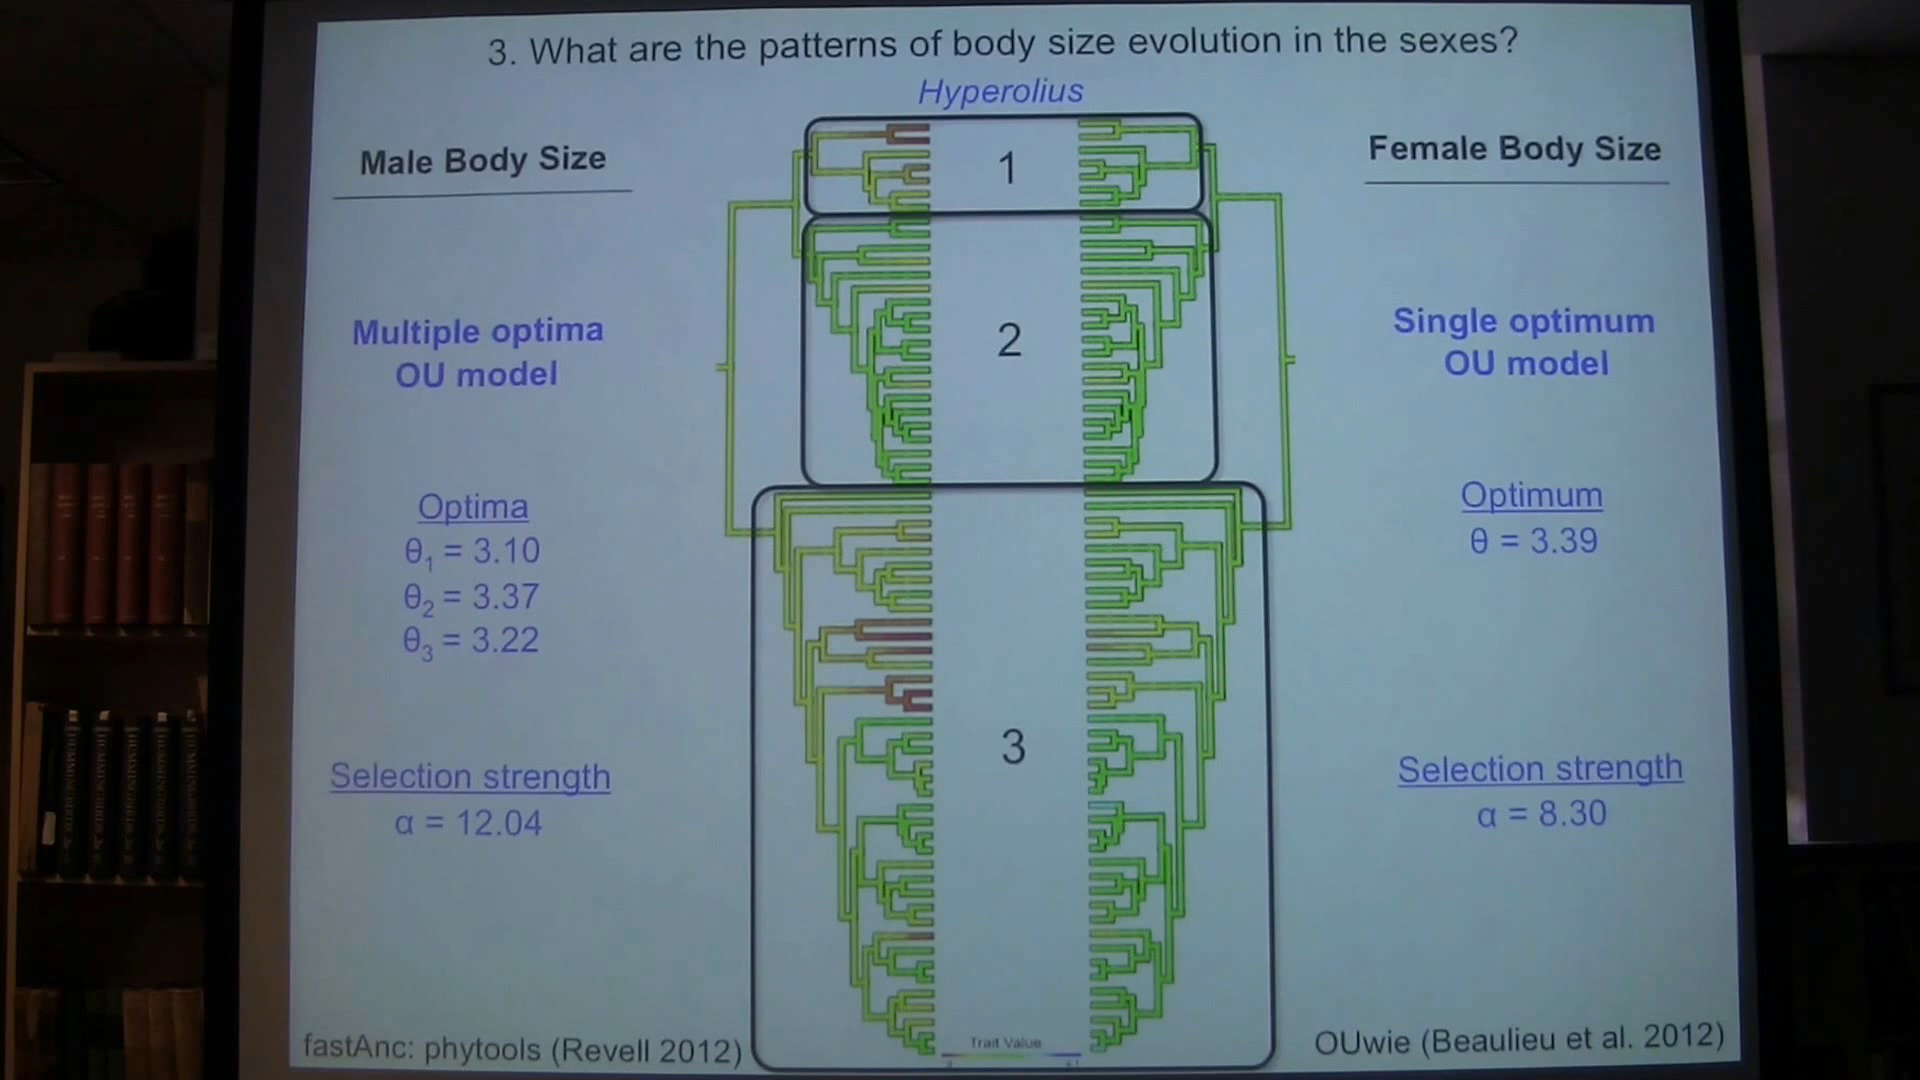 3. What are the patterns of body size evolution in the sexes?
Hyperolius
Male Body Size
Female Body Size
1
2
3
Multiple optima
OU model
Single optimum
OU model
Optima
θ1 = 3.10
θ2 = 3.37
θ3 = 3.22
Optimum
θ = 3.39
Selection strength
α = 12.04
Selection strength
α = 8.30
Trait Value
fastAnc: phytools (Revell 2012)
OUwie (Beaulieu et al. 2012)